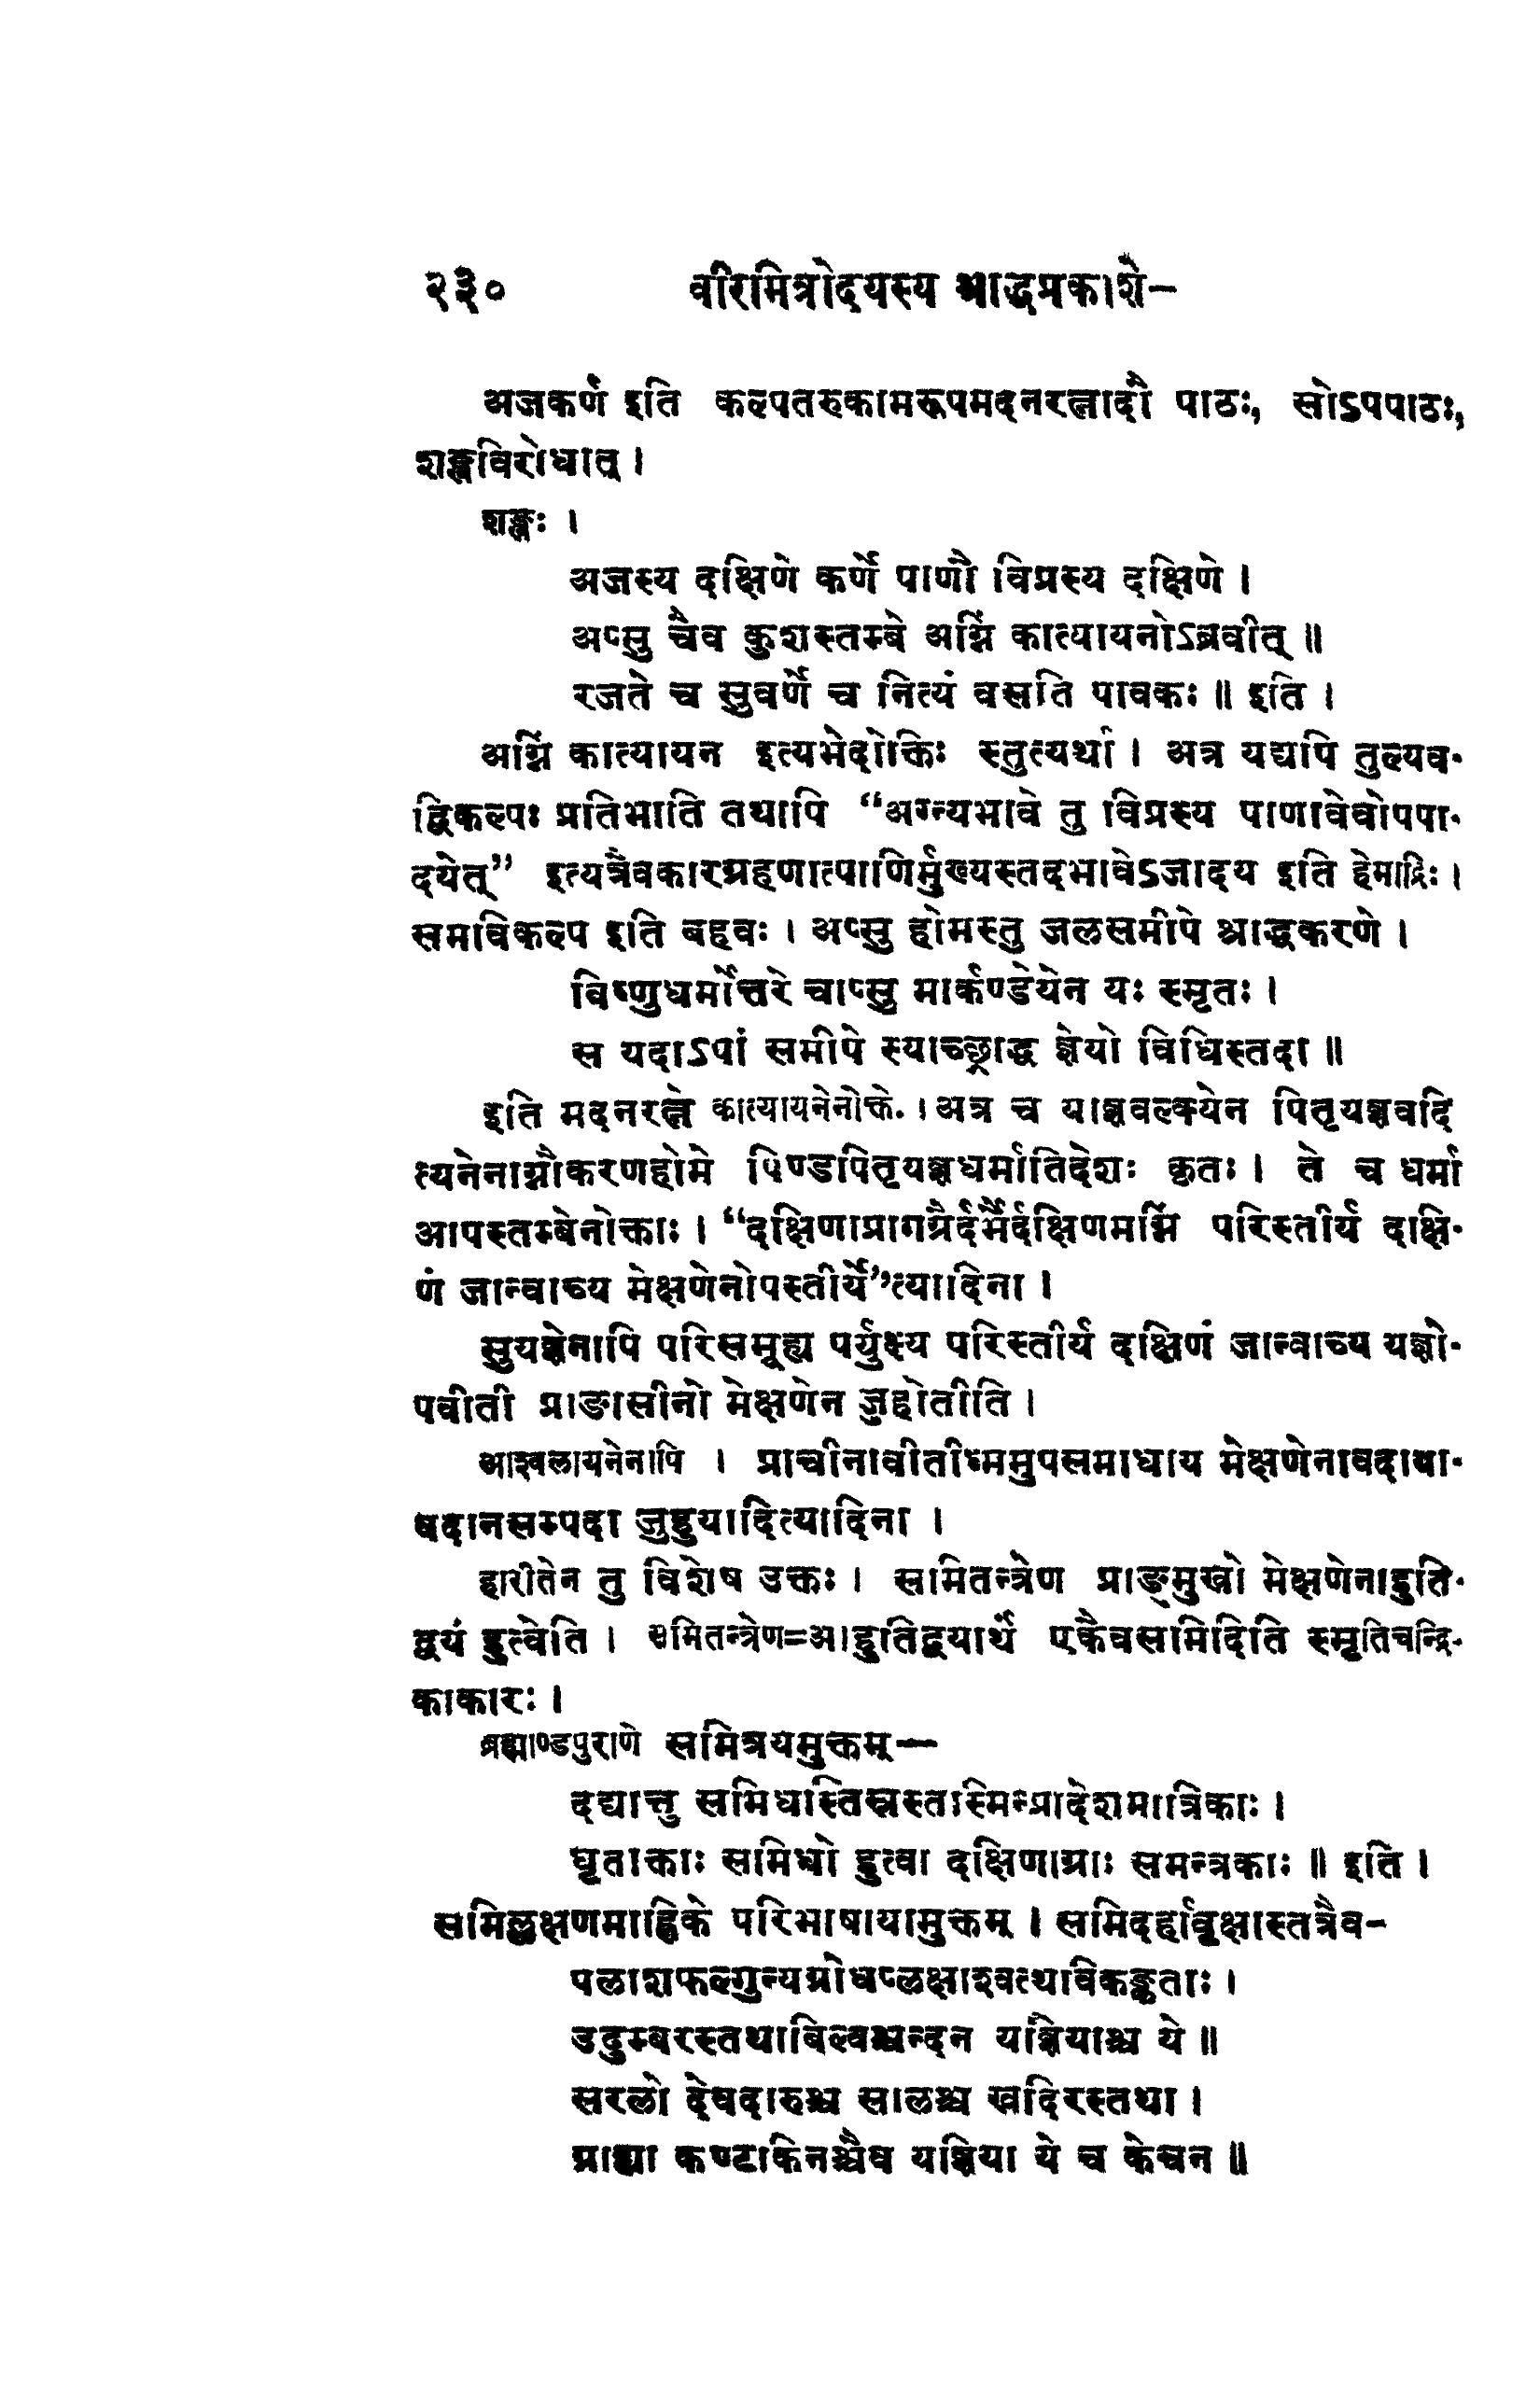 २३० वीरमित्रोदयस्य श्राद्धप्रकाशे-
अजकर्ण इति कल्पतरुकामरूपमदनरत्नादौ पाठः, सोऽपपाठः,
शङ्खविरोधात् ।
शङ्खः ।
अजस्य दक्षिणे कर्णे पाणौ विप्रस्य दक्षिणे ।
अप्सु चैव कुशस्तम्बे अग्निं कात्यायनोऽब्रवीत् ॥
रजते च सुवर्णे च नित्यं वसति पावकः ॥ इति ।
अग्निं कात्यायन इत्यभेदोक्तिः स्तुत्यर्था । अत्र यद्यपि तुल्यव-
द्विकल्पः प्रतिभाति तथापि “अग्न्यभावे तु विप्रस्य पाणावेवोपपा-
दयेत्” इत्यत्रैवकारग्रहणात्पाणिर्मुख्यस्तदभावेऽजादय इति हेमाद्रिः ।
समविकल्प इति बहवः । अप्सु होमस्तु जलसमीपे श्राद्धकरणे ।
विष्णुधर्मोत्तरे चाप्सु मार्कण्डेयेन यः स्मृतः ।
स यदाऽपां समीपे स्याच्छ्राद्ध ज्ञेयो विधिस्तदा ॥
इति मदनरत्ने कात्यायनेनोक्ते. । अत्र च याज्ञवल्क्येन पितृयज्ञवदि
त्यनेनाग्नौकरणहोमे पिण्डपितृयज्ञधर्मातिदेशः कृतः । ते च धर्मा
आपस्तम्बेनोक्ताः । “दक्षिणाप्रागग्रैर्दर्भैर्दक्षिणमग्निं परिस्तीर्य दाक्षि-
णं जान्वाच्य मेक्षणेनोपस्तीर्ये”त्यादिना ।
सुयज्ञेनापि परिसमूह्य पर्युक्ष्य परिस्तीर्य दक्षिणं जान्वाच्य यज्ञो-
पवीती प्राङासीनो मेक्षणेन जुहोतीति ।
आश्वलायनेनापि । प्राचीनावीतीध्ममुपसमाधाय मेक्षणेनावदाया-
वदानसम्पदा जुहुयादित्यादिना ।
हारीतेन तु विशेष उक्तः । समितन्त्रेण प्राङ्मुखो मेक्षणेनाहुति-
द्वयं हुत्वेति । समितन्त्रेण=आहुतिद्वयार्थे एकैवसमिदिति स्मृतिचन्द्रि-
काकारः ।
ब्रह्माण्डपुराणे समित्रयमुक्तम्—
दद्यात्तु समिधास्तिस्रस्तास्मिन्प्रादेशमात्रिकाः ।
घृताक्ताः समिधो हुत्वा दक्षिणाग्राः समन्त्रकाः ॥ इति ।
समिल्लक्षणमाह्निके परिभाषायामुक्तम् । समिदर्हावृक्षास्तत्रैव-
पलाशफल्गुन्यग्रोधप्लक्षाश्वत्थाविकङ्कताः ।
उदुम्बरस्तथाबिल्वश्चन्दन यज्ञियाश्च ये ॥
सरलो देवदारुश्च सालश्च खदिरस्तथा ।
ग्राह्या कण्टाकिनश्चैव यज्ञिया ये च केचन ॥